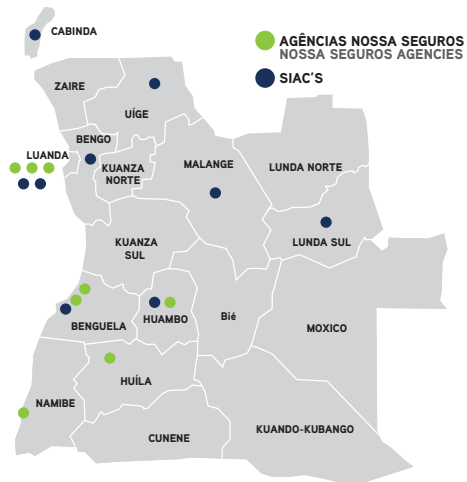 CABINDA
AGÊNCIAS NOSSA SEGUROS
NOSSA SEGUROS AGENCIES
SIAC'S
ZAIRE
UÍGE
BENGO
LUANDA
MALANGE
LUNDA NORTE
KUANZA
NORTE
KUANZA
SUL
LUNDA SUL
BENGUELA
HUAMBO
Bié
MOXICO
HUÍLA
NAMIBE
CUNENE
KUANDO-KUBANGO